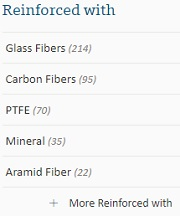 Reinforced with
Glass Fibers (214)
Carbon Fibers (95)
PTFE (70)
Mineral (35)
Aramid Fiber (22)
+ More Reinforced with